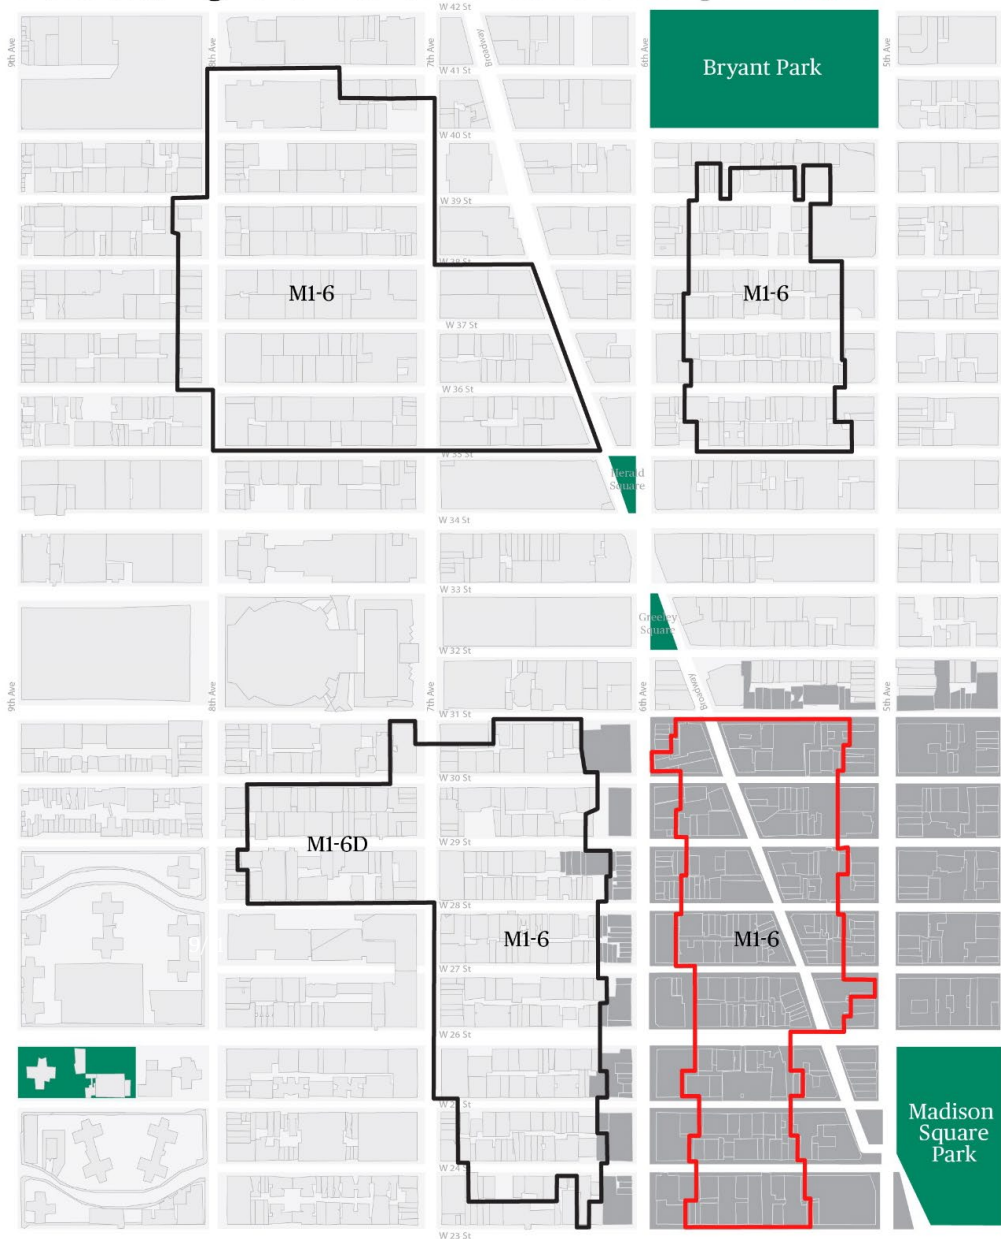 W 42 St
9th Ave
8th Ave
7th Ave
Broadway
6th Ave
5th Ave
Bryant Park
W 41 St
W 40 St
W 39 St
W 38 St
M1-6
M1-6
W 37 St
W 36 St
W 35 St
Herald
Square
W 34 St
W 33 St
Greeley
Square
W 32 St
9th Ave
8th Ave
7th Ave
6th Ave
Broadway
5th Ave
W 31 St
W 30 St
M1-6D
W 29 St
W 28 St
M1-6
M1-6
W 27 St
W 26 St
W 25 St
Madison
Square
Park
W 24 St
W 23 St